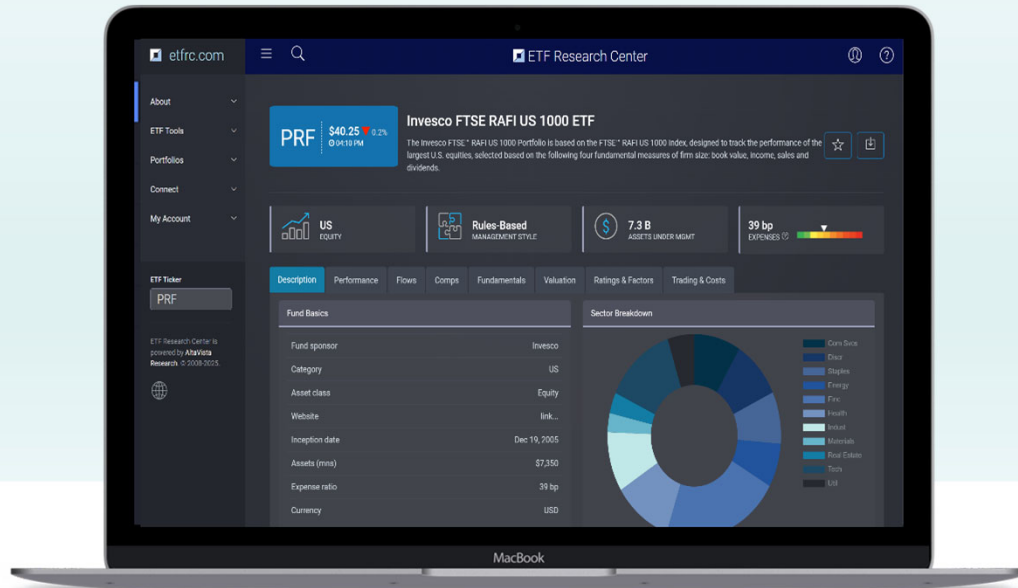 etfrc.com
ETF Research Center
About
ETF Tools
Portfolios
Connect
My Account
ETF Ticker
PRF
ETF Research Center is
powered by AltaVista
Research. © 2008-2025.
PRF
$40.25 ▼ 0.2%
04:10 PM
Invesco FTSE RAFI US 1000 ETF
The Invesco FTSE™ RAFI US 1000 Portfolio is based on the FTSE™ RAFI US 1000 Index, designed to track the performance of the
largest U.S. equities, selected based on the following four fundamental measures of firm size: book value, income, sales and
dividends.
US
EQUITY
Rules-Based
MANAGEMENT STYLE
$
7.3 B
ASSETS UNDER MGMT
39 bp
EXPENSES
Description Performance Flows Comps Fundamentals Valuation Ratings & Factors Trading & Costs
Fund Basics
Fund sponsor Invesco
Category US
Asset class Equity
Website link...
Inception date Dec 19, 2005
Assets (mns) $7,350
Expense ratio 39 bp
Currency USD
Sector Breakdown
Com Svcs
Discr
Staples
Energy
Finc
Health
Indust
Materials
Real Estate
Tech
Util
MacBook